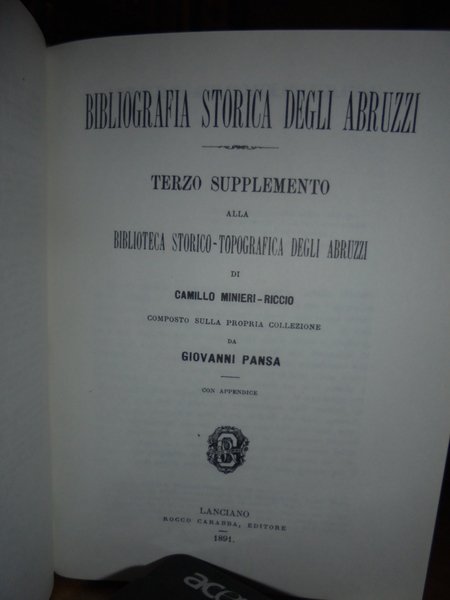 BIBLIOGRAFIA STORICA DEGLI ABRUZZI
TERZO SUPPLEMENTO
ALLA
BIBLIOTECA STORICO-TOPOGRAFICA DEGLI ABRUZZI
DI
CAMILLO MINIERI-RICCIO
COMPOSTO SULLA PROPRIA COLLEZIONE
DA
GIOVANNI PANSA
CON APPENDICE
LANCIANO
ROCCO CARABBA, EDITORE
1891.
ace